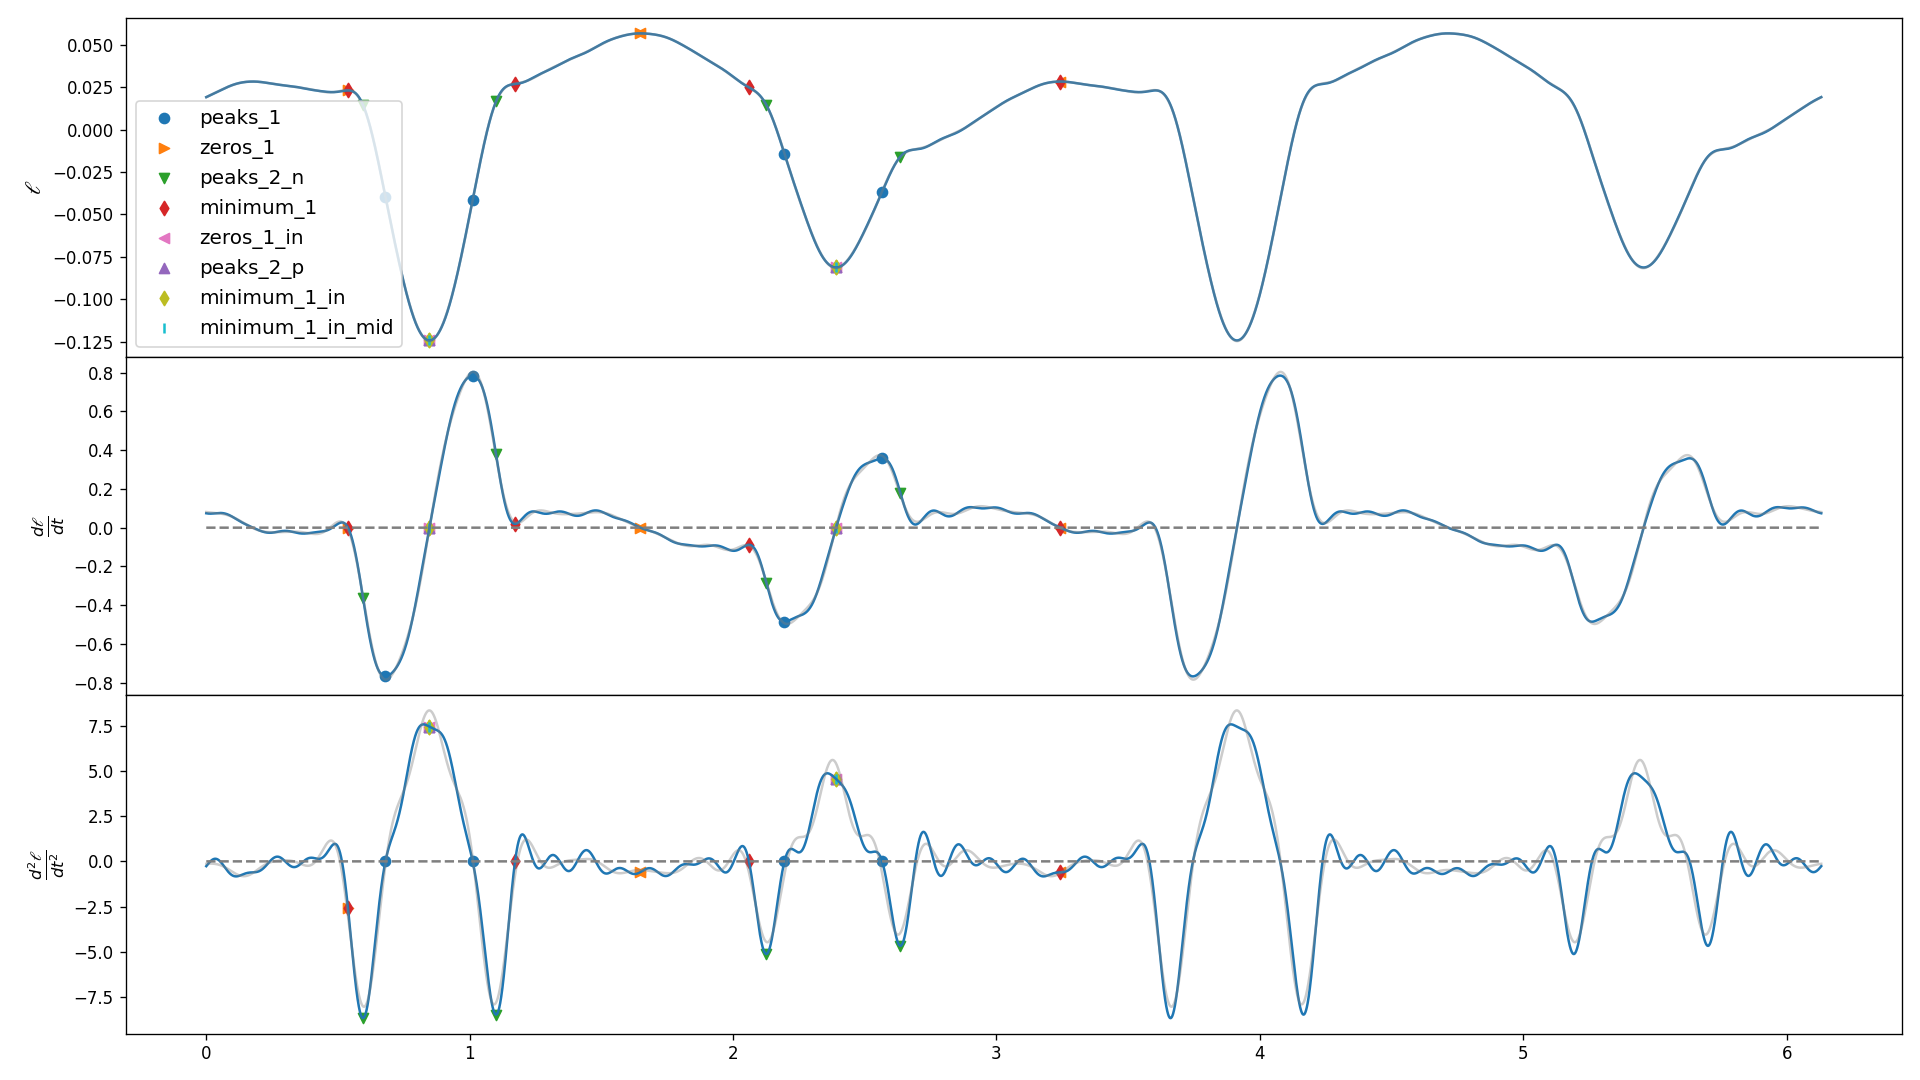 0.050
0.025
0.000
−0.025
−0.050
−0.075
−0.100
−0.125
ℓ
peaks_1
zeros_1
peaks_2_n
minimum_1
zeros_1_in
peaks_2_p
minimum_1_in
minimum_1_in_mid
0.8
0.6
0.4
0.2
0.0
−0.2
−0.4
−0.6
−0.8
dℓ/dt
7.5
5.0
2.5
0.0
−2.5
−5.0
−7.5
d²ℓ/dt²
0 1 2 3 4 5 6